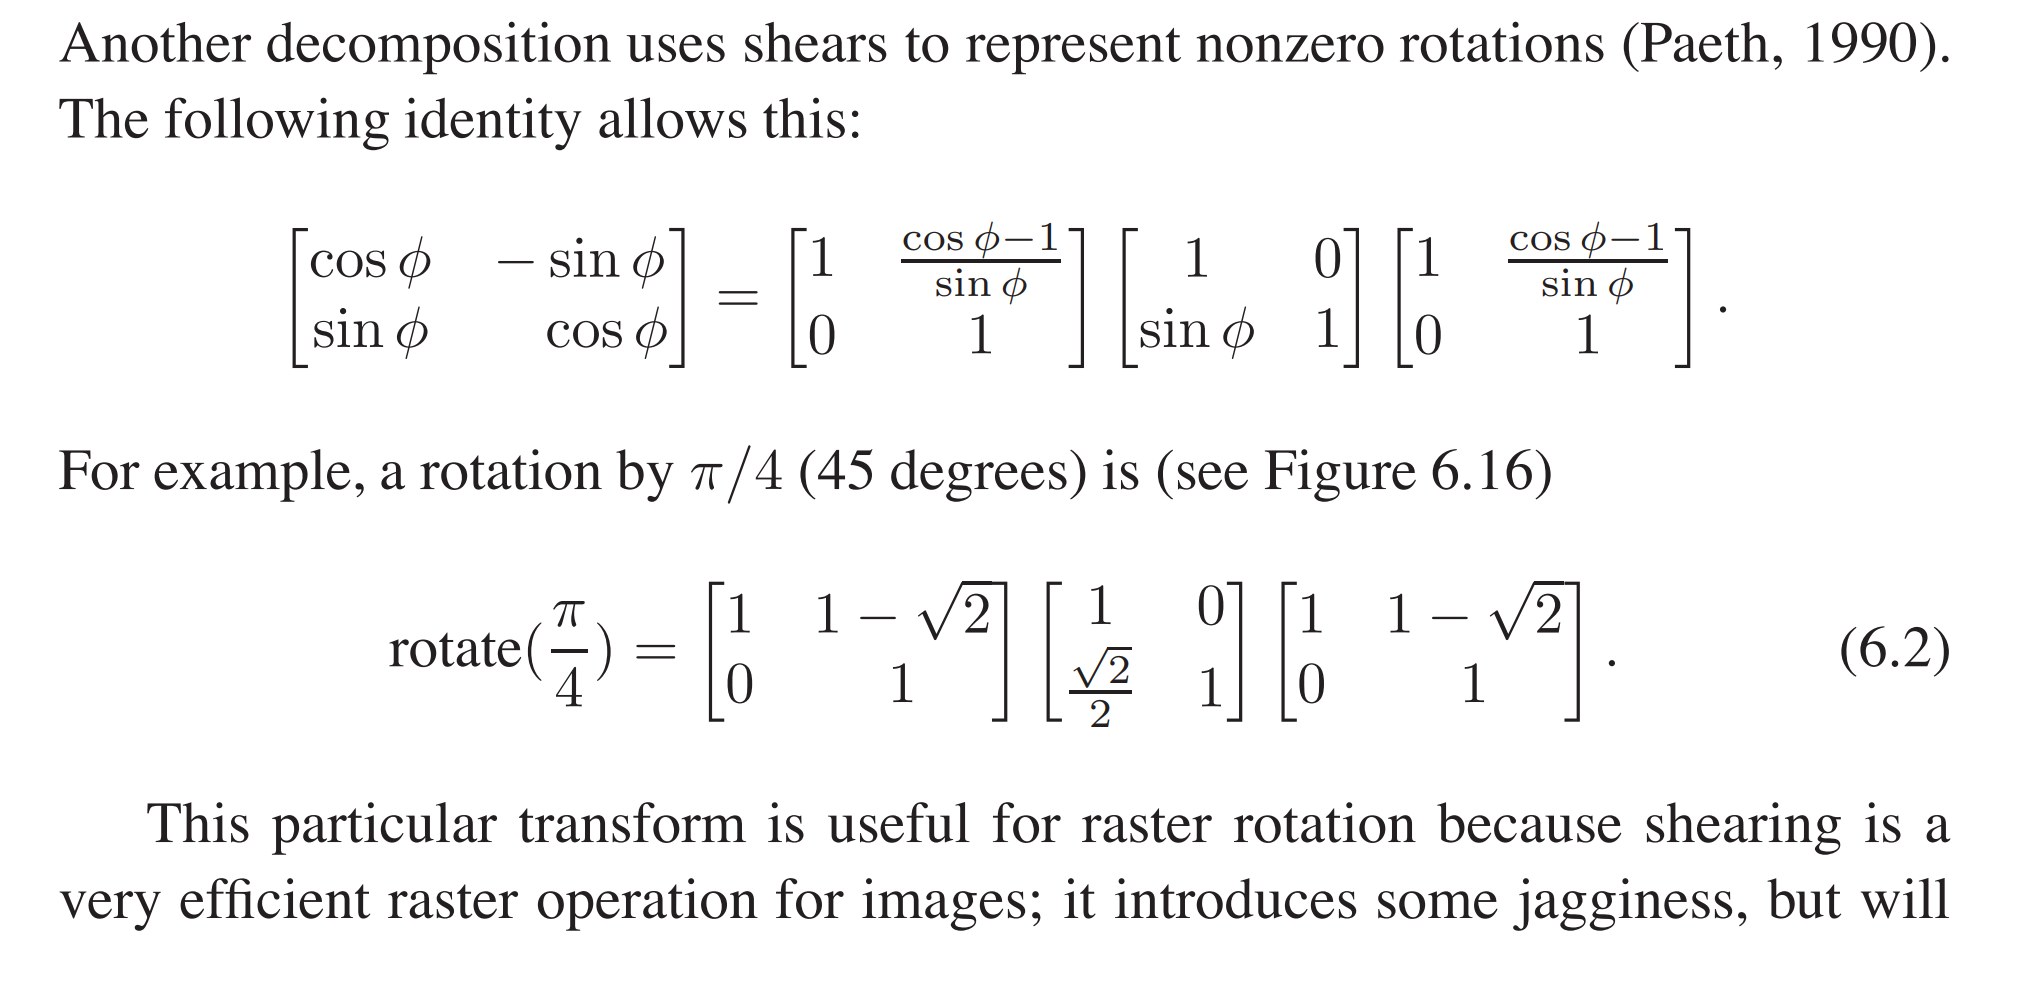 Another decomposition uses shears to represent nonzero rotations (Paeth, 1990).
The following identity allows this:
\begin{bmatrix} \cos\phi & -\sin\phi \\ \sin\phi & \cos\phi \end{bmatrix} = \begin{bmatrix} 1 & \frac{\cos\phi-1}{\sin\phi} \\ 0 & 1 \end{bmatrix} \begin{bmatrix} 1 & 0 \\ \sin\phi & 1 \end{bmatrix} \begin{bmatrix} 1 & \frac{\cos\phi-1}{\sin\phi} \\ 0 & 1 \end{bmatrix}.
For example, a rotation by π/4 (45 degrees) is (see Figure 6.16)
\text{rotate}(\frac{\pi}{4}) = \begin{bmatrix} 1 & 1-\sqrt{2} \\ 0 & 1 \end{bmatrix} \begin{bmatrix} 1 & 0 \\ \frac{\sqrt{2}}{2} & 1 \end{bmatrix} \begin{bmatrix} 1 & 1-\sqrt{2} \\ 0 & 1 \end{bmatrix}. (6.2)
This particular transform is useful for raster rotation because shearing is a
very efficient raster operation for images; it introduces some jagginess, but will